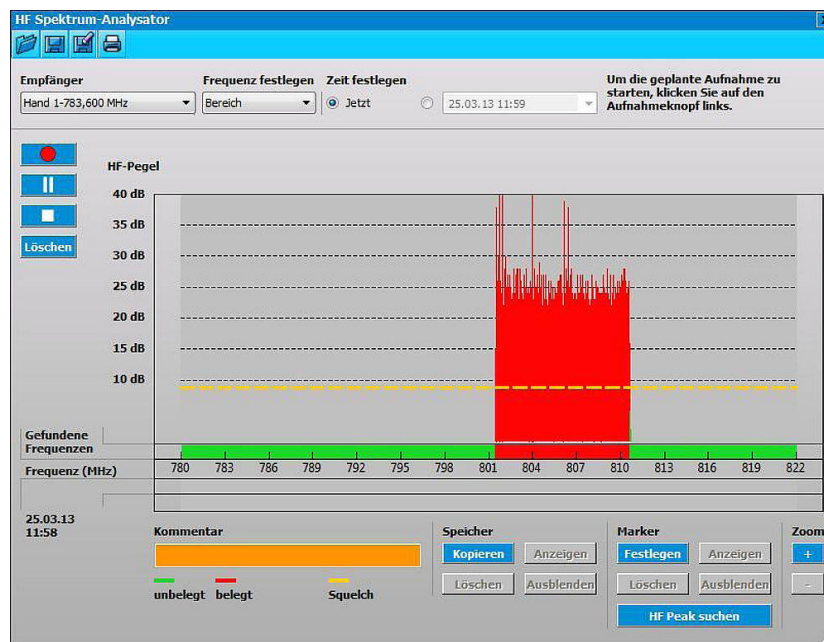 HF Spektrum-Analysator
Empfänger
Frequenz festlegen
Zeit festlegen
Um die geplante Aufnahme zu
starten, klicken Sie auf den
Aufnahmeknopf links.
Hand 1-783,600 MHz
Bereich
Jetzt
25.03.13 11:59
HF-Pegel
Löschen
40 dB
35 dB
30 dB
25 dB
20 dB
15 dB
10 dB
Gefundene
Frequenzen
Frequenz (MHz)
780 783 786 789 792 795 798 801 804 807 810 813 816 819 822
25.03.13
11:58
Kommentar
unbelegt belegt Squelch
Speicher
Kopieren Anzeigen
Löschen Ausblenden
Marker
Festlegen Anzeigen
Löschen Ausblenden
HF Peak suchen
Zoom
+
-